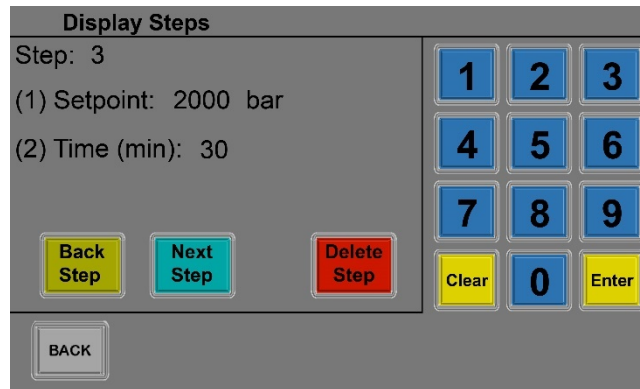 Display Steps
Step: 3
(1) Setpoint: 2000 bar
(2) Time (min): 30
Back
Step
Next
Step
Delete
Step
1 2 3
4 5 6
7 8 9
Clear 0 Enter
BACK